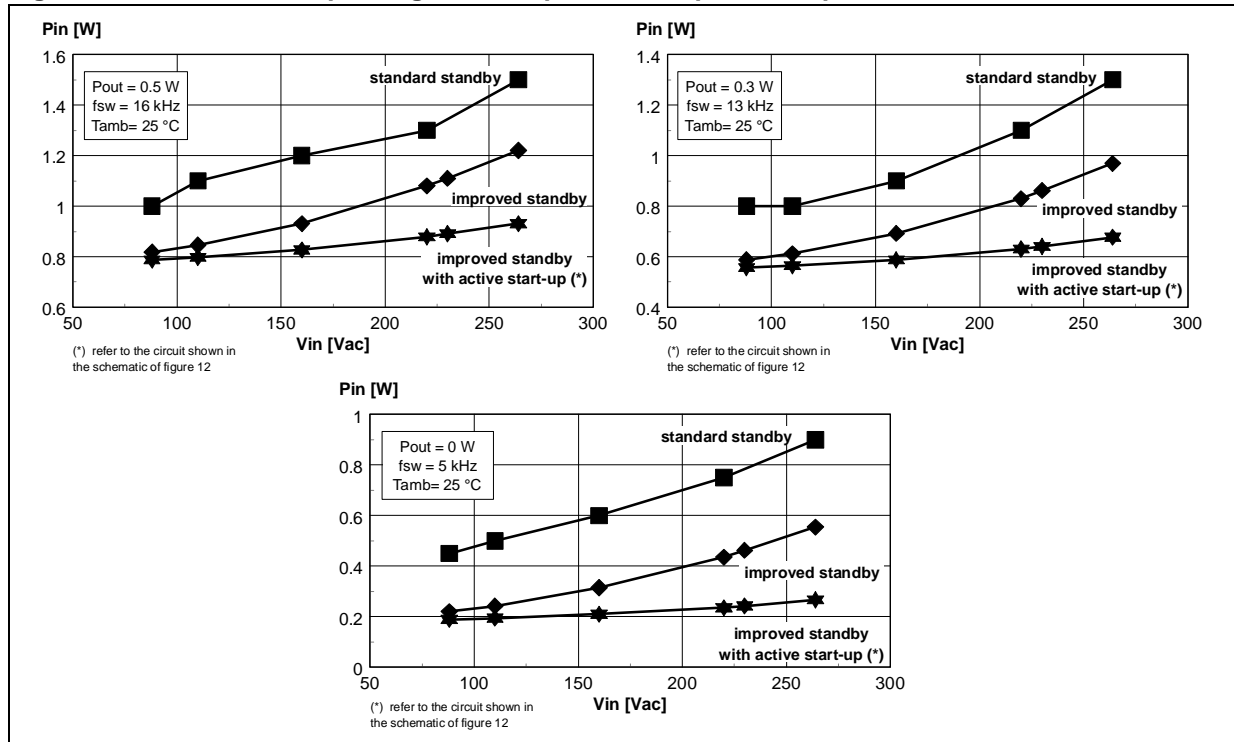 Pin [W]
1.6
1.4
1.2
1
0.8
0.6
50
100
150
200
250
300
Pout = 0.5 W
fsw = 16 kHz
Tamb= 25 °C
standard standby
improved standby
improved standby
with active start-up (*)
Vin [Vac]
(*) refer to the circuit shown in
the schematic of figure 12
Pin [W]
1.4
1.2
1
0.8
0.6
0.4
50
100
150
200
250
300
Pout = 0.3 W
fsw = 13 kHz
Tamb= 25 °C
standard standby
improved standby
improved standby
with active start-up (*)
Vin [Vac]
(*) refer to the circuit shown in
the schematic of figure 12
Pin [W]
1
0.8
0.6
0.4
0.2
0
50
100
150
200
250
300
Pout = 0 W
fsw = 5 kHz
Tamb= 25 °C
standard standby
improved standby
improved standby
with active start-up (*)
Vin [Vac]
(*) refer to the circuit shown in
the schematic of figure 12